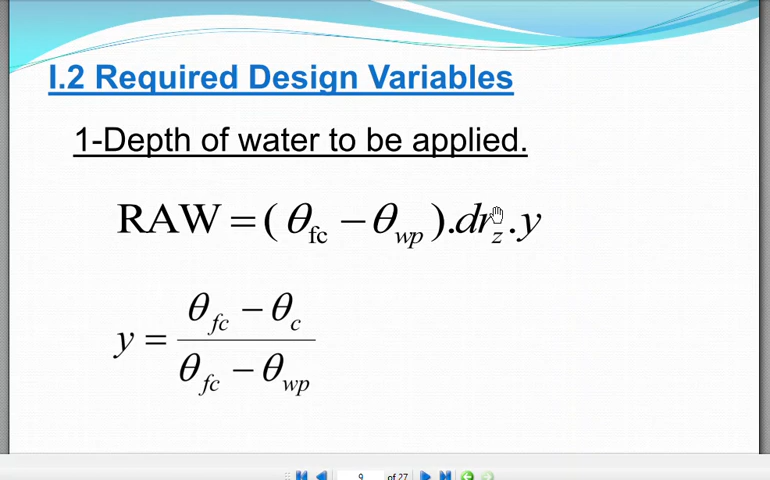 I.2 Required Design Variables
1-Depth of water to be applied.
RAW = ( θfc − θwp ).drz.y
y = (θfc − θc) / (θfc − θwp)
9 of 27